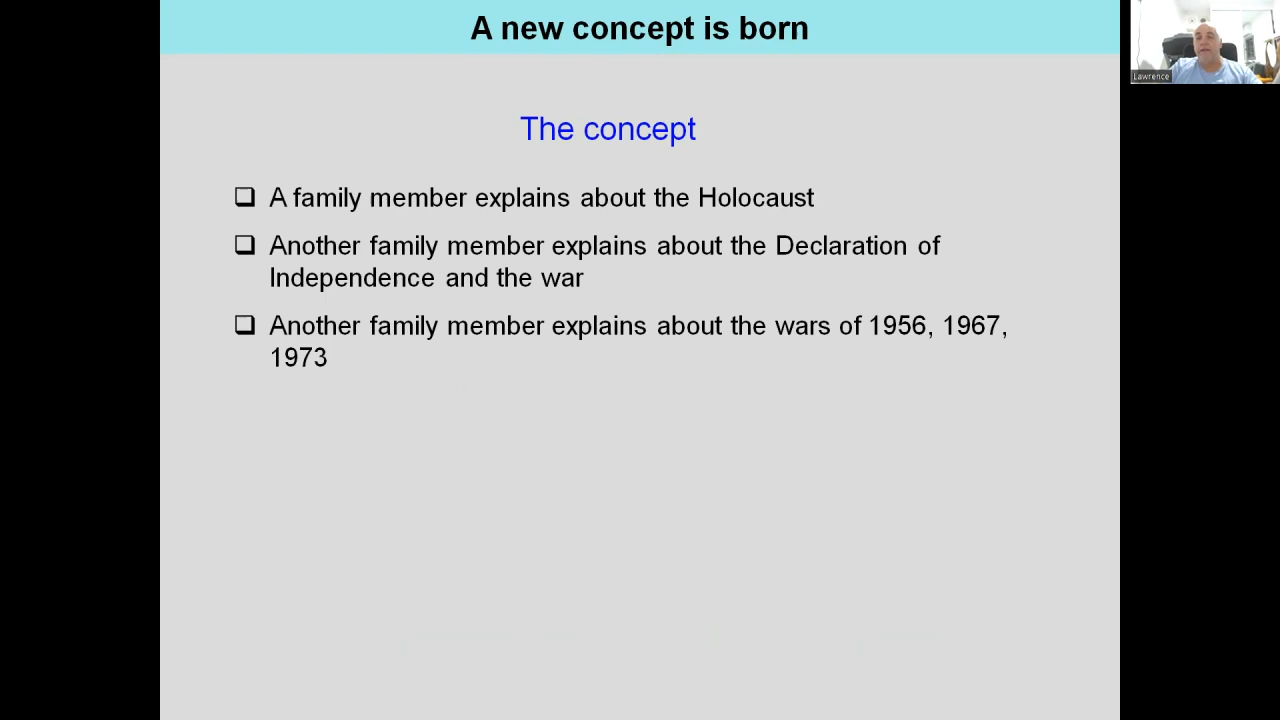 A new concept is born
Lawrence
The concept
❑ A family member explains about the Holocaust
❑ Another family member explains about the Declaration of
Independence and the war
❑ Another family member explains about the wars of 1956, 1967,
1973